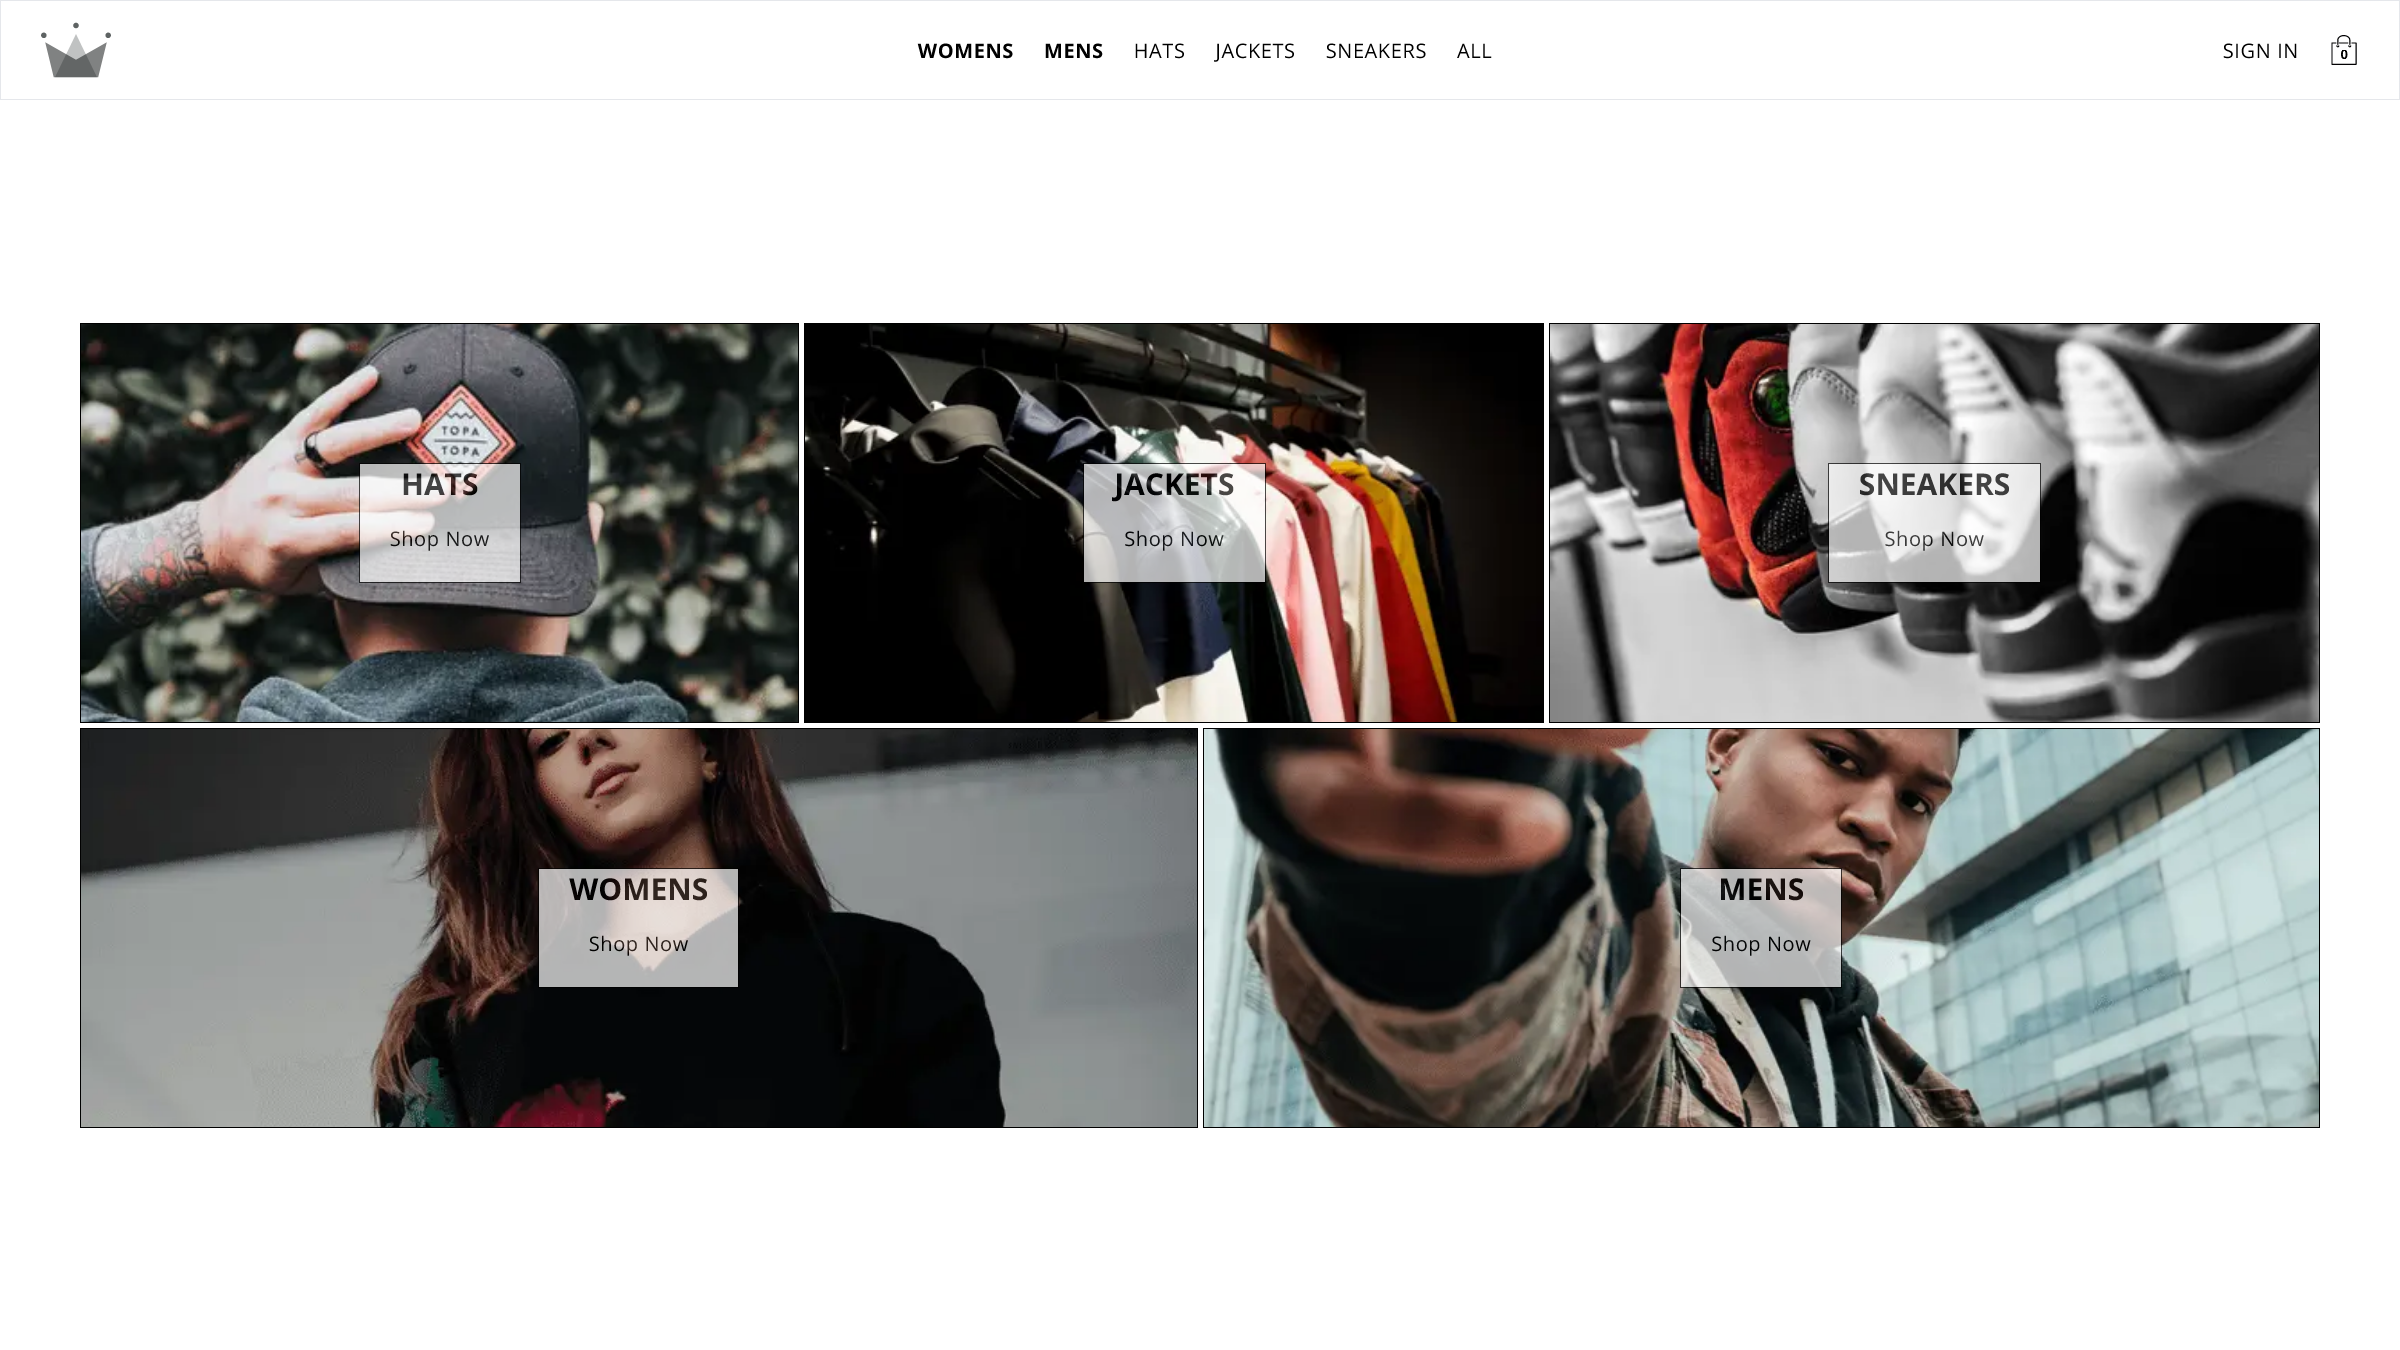 WOMENS MENS HATS JACKETS SNEAKERS ALL SIGN IN 0
TOPA
TOPA
HATS
Shop Now
JACKETS
Shop Now
SNEAKERS
Shop Now
WOMENS
Shop Now
MENS
Shop Now